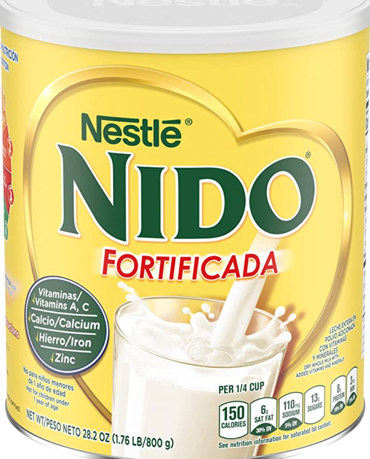 NUTRICION
Nestlé®
NIDO®
FORTIFICADA
Vitaminas/
Vitamins A, C
Calcio/Calcium
Hierro/Iron
Zinc
No para niños menores
de 1 año de edad
Not for children under
1 year of age
LECHE ENTERA EN
POLVO ADICIONADA
CON VITAMINAS
Y MINERALES
DRY WHOLE MILK WITH
ADDED VITAMINS AND MINERALS
PER 1/4 CUP
150
CALORIES
6g
SAT FAT
30% DV
110mg
SODIUM
5% DV
13g
SUGARS
8g
See nutrition information for saturated fat content.
NET WT/PESO NETO 28.2 OZ (1.76 LB/800 g)